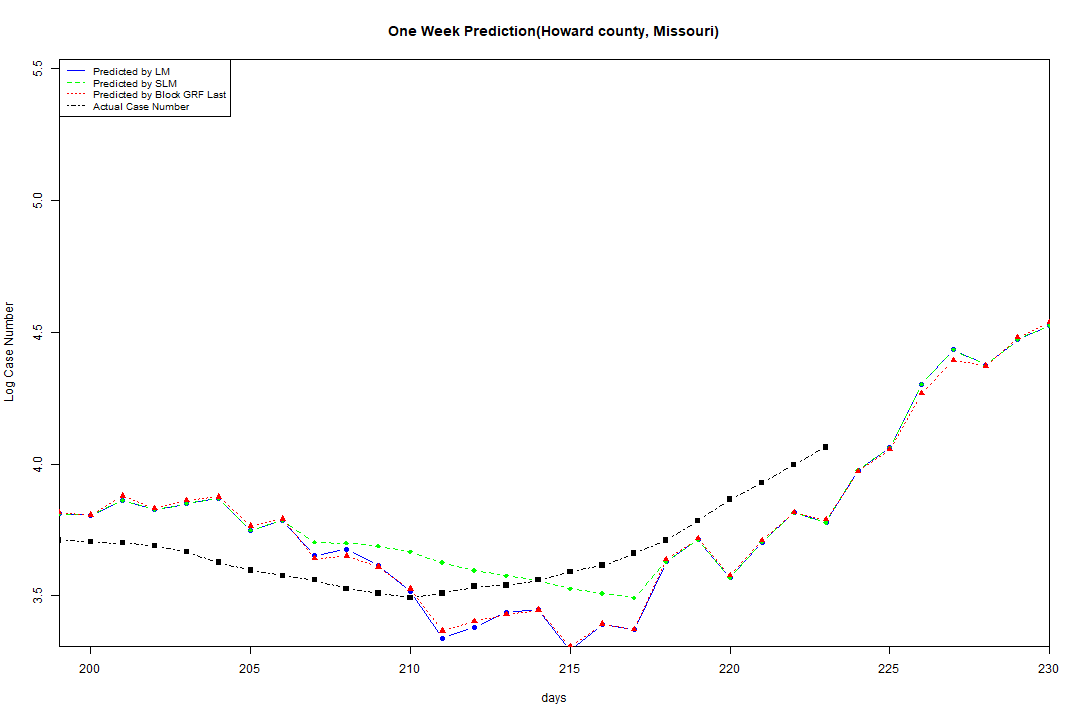 One Week Prediction(Howard county, Missouri)
Predicted by LM
Predicted by SLM
Predicted by Block GRF Last
Actual Case Number
5.5
5.0
4.5
4.0
3.5
Log Case Number
200
205
210
215
220
225
230
days